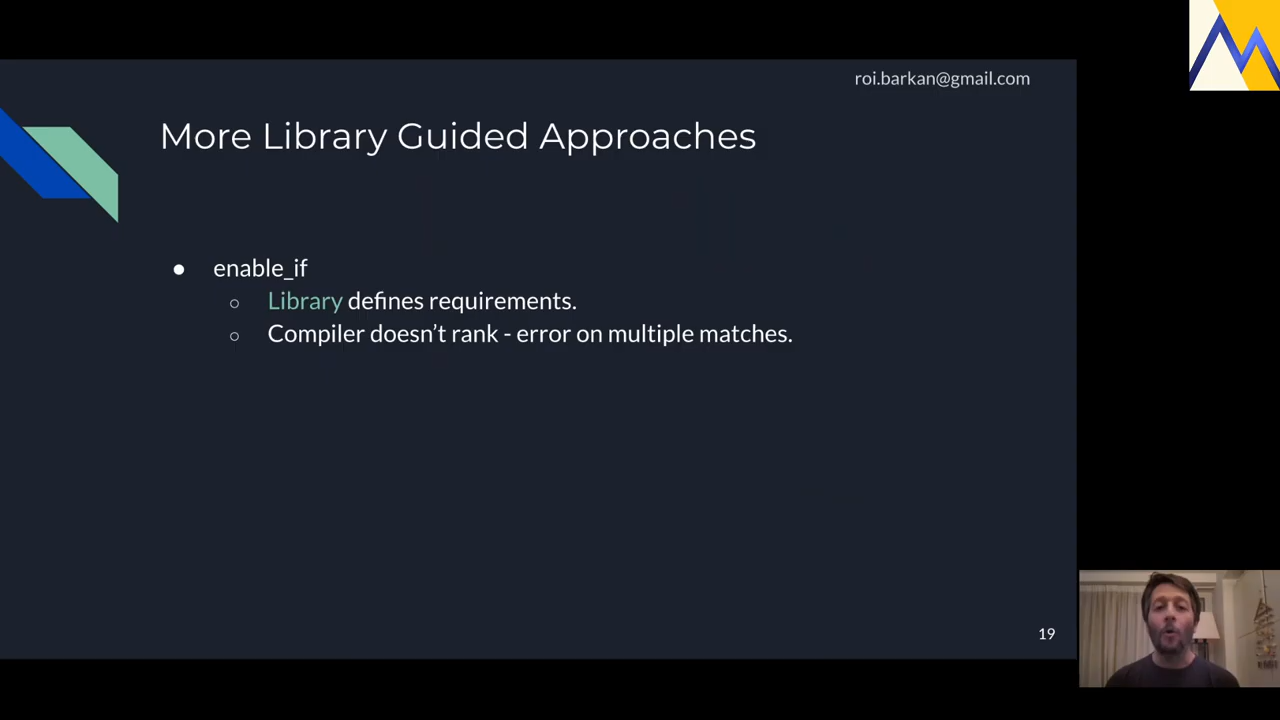 roi.barkan@gmail.com
More Library Guided Approaches
● enable_if
○ Library defines requirements.
○ Compiler doesn’t rank - error on multiple matches.
19